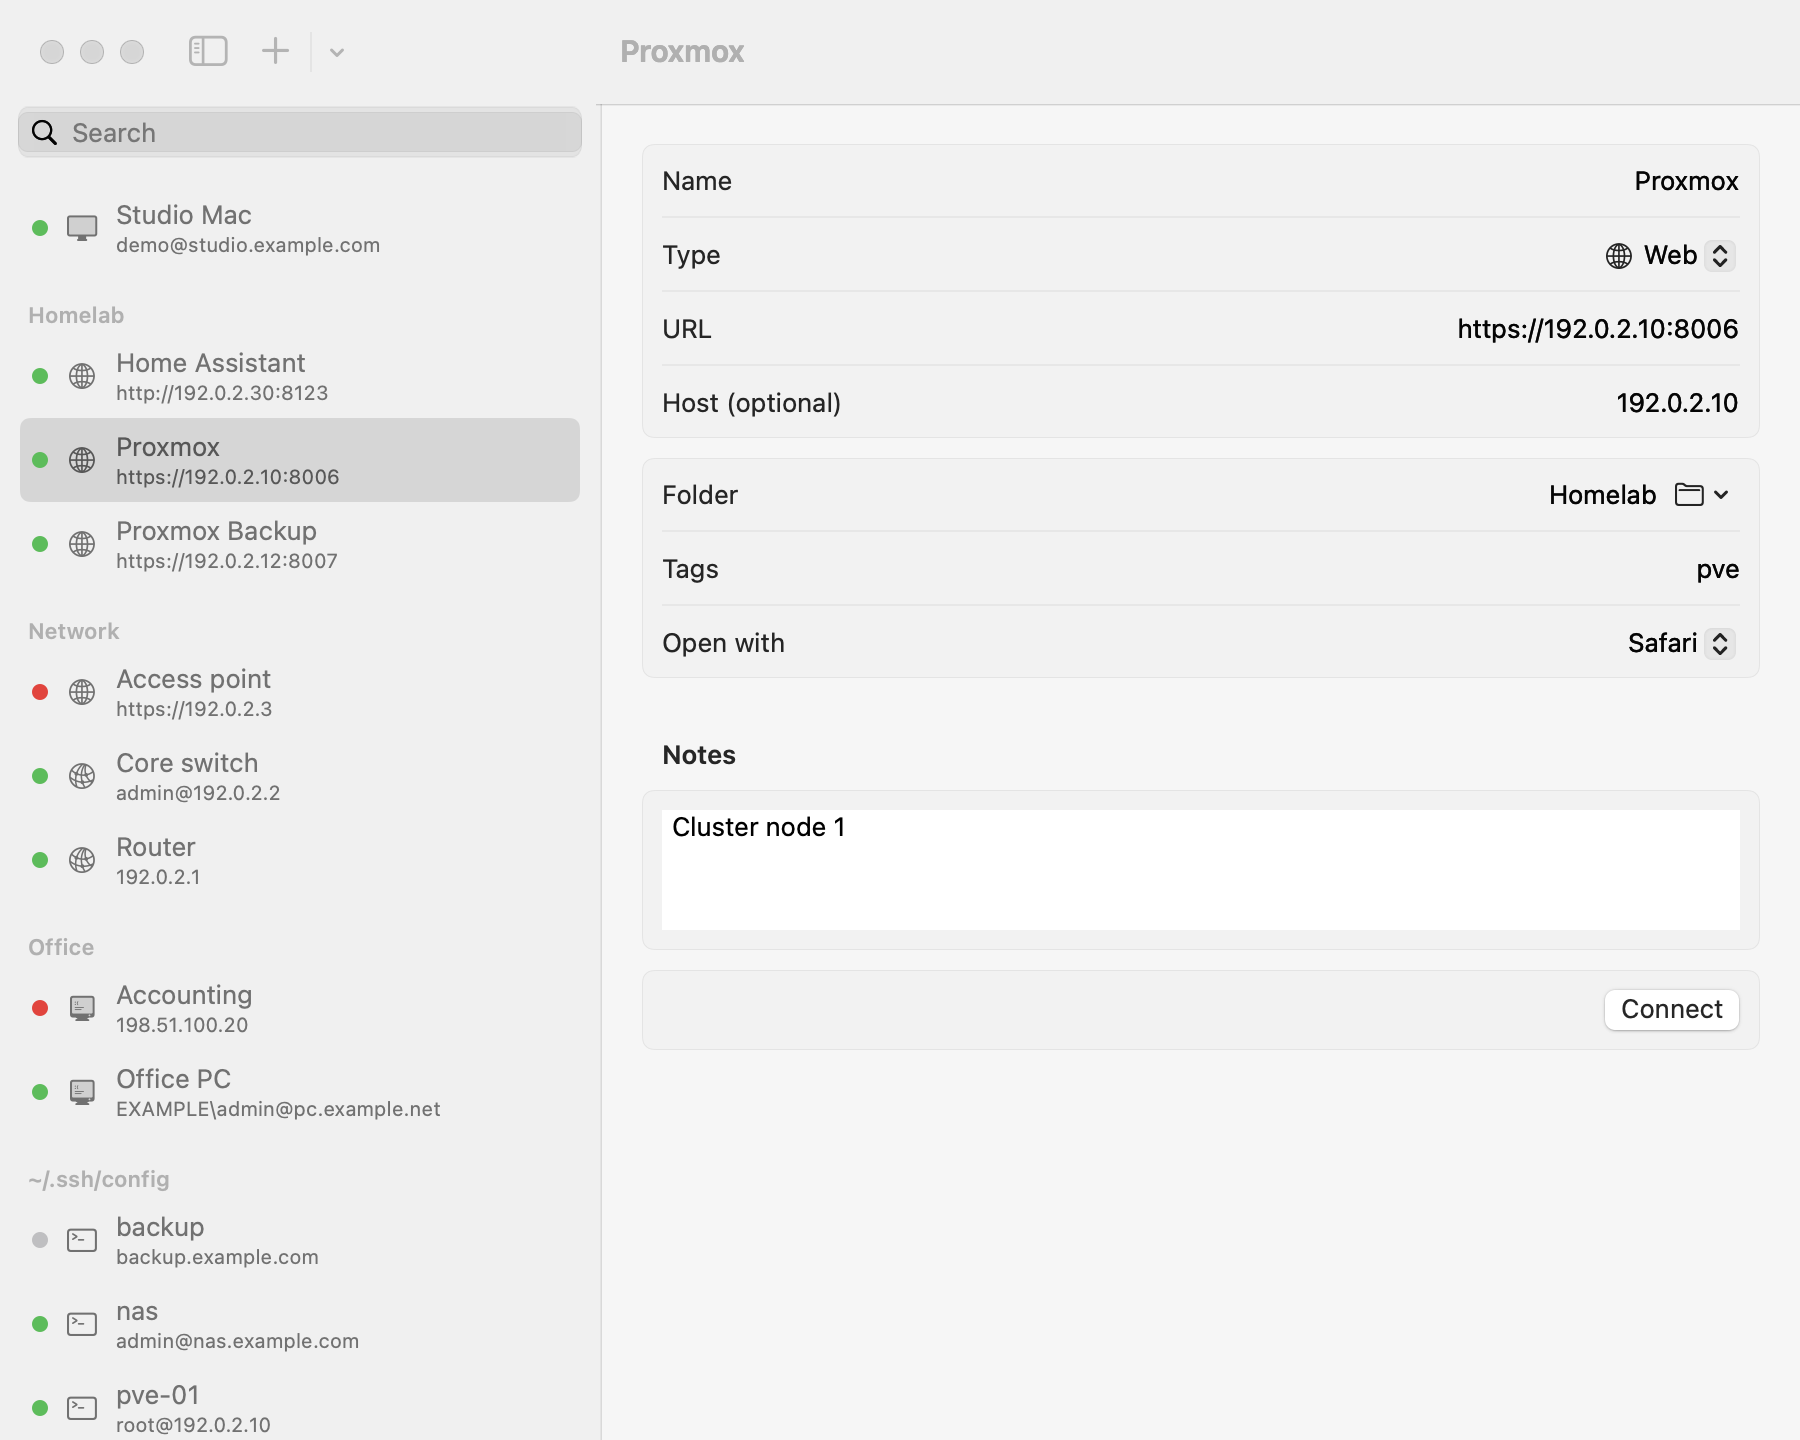 Proxmox
Search
Studio Mac
demo@studio.example.com
Homelab
Home Assistant
http://192.0.2.30:8123
Proxmox
https://192.0.2.10:8006
Proxmox Backup
https://192.0.2.12:8007
Network
Access point
https://192.0.2.3
Core switch
admin@192.0.2.2
Router
192.0.2.1
Office
Accounting
198.51.100.20
Office PC
EXAMPLE\admin@pc.example.net
~/.ssh/config
backup
backup.example.com
nas
admin@nas.example.com
pve-01
root@192.0.2.10
Name Proxmox
Type Web
URL https://192.0.2.10:8006
Host (optional) 192.0.2.10
Folder Homelab
Tags pve
Open with Safari
Notes
Cluster node 1
Connect